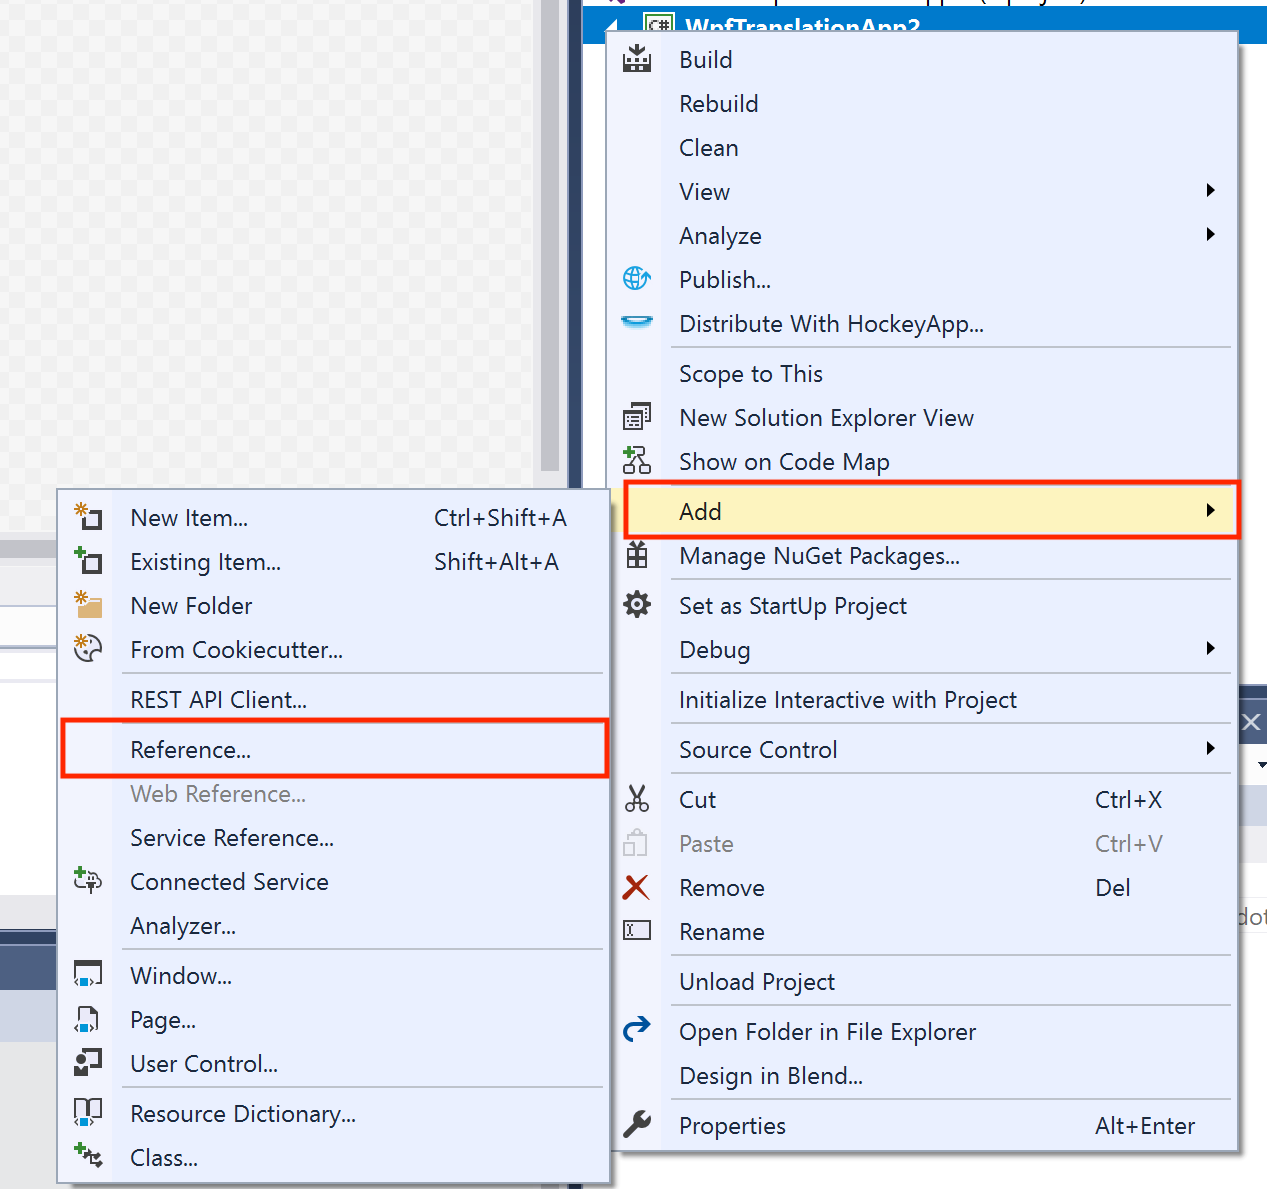 WpfTranslationApp2
Build
Rebuild
Clean
View
Analyze
Publish...
Distribute With HockeyApp...
Scope to This
New Solution Explorer View
Show on Code Map
Add
Manage NuGet Packages...
Set as StartUp Project
Debug
Initialize Interactive with Project
Source Control
Cut Ctrl+X
Paste Ctrl+V
Remove Del
Rename
Unload Project
Open Folder in File Explorer
Design in Blend...
Properties Alt+Enter
New Item... Ctrl+Shift+A
Existing Item... Shift+Alt+A
New Folder
From Cookiecutter...
REST API Client...
Reference...
Web Reference...
Service Reference...
Connected Service
Analyzer...
Window...
Page...
User Control...
Resource Dictionary...
Class...